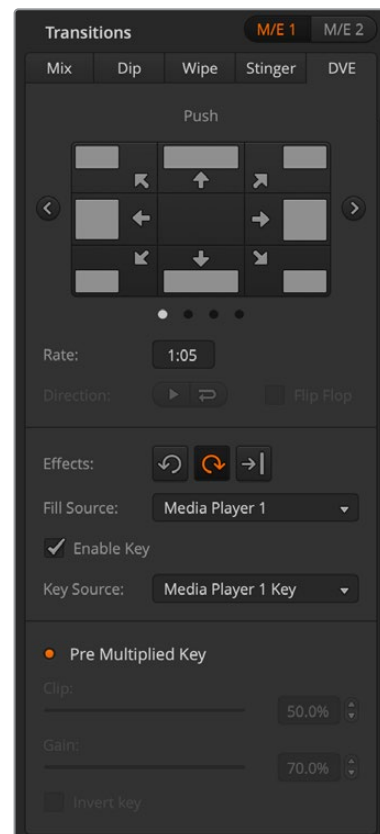 Transitions M/E 1 M/E 2
Mix Dip Wipe Stinger DVE
Push
Rate: 1:05
Direction: Flip Flop
Effects:
Fill Source: Media Player 1
Enable Key
Key Source: Media Player 1 Key
Pre Multiplied Key
Clip:
50.0%
Gain:
70.0%
Invert key